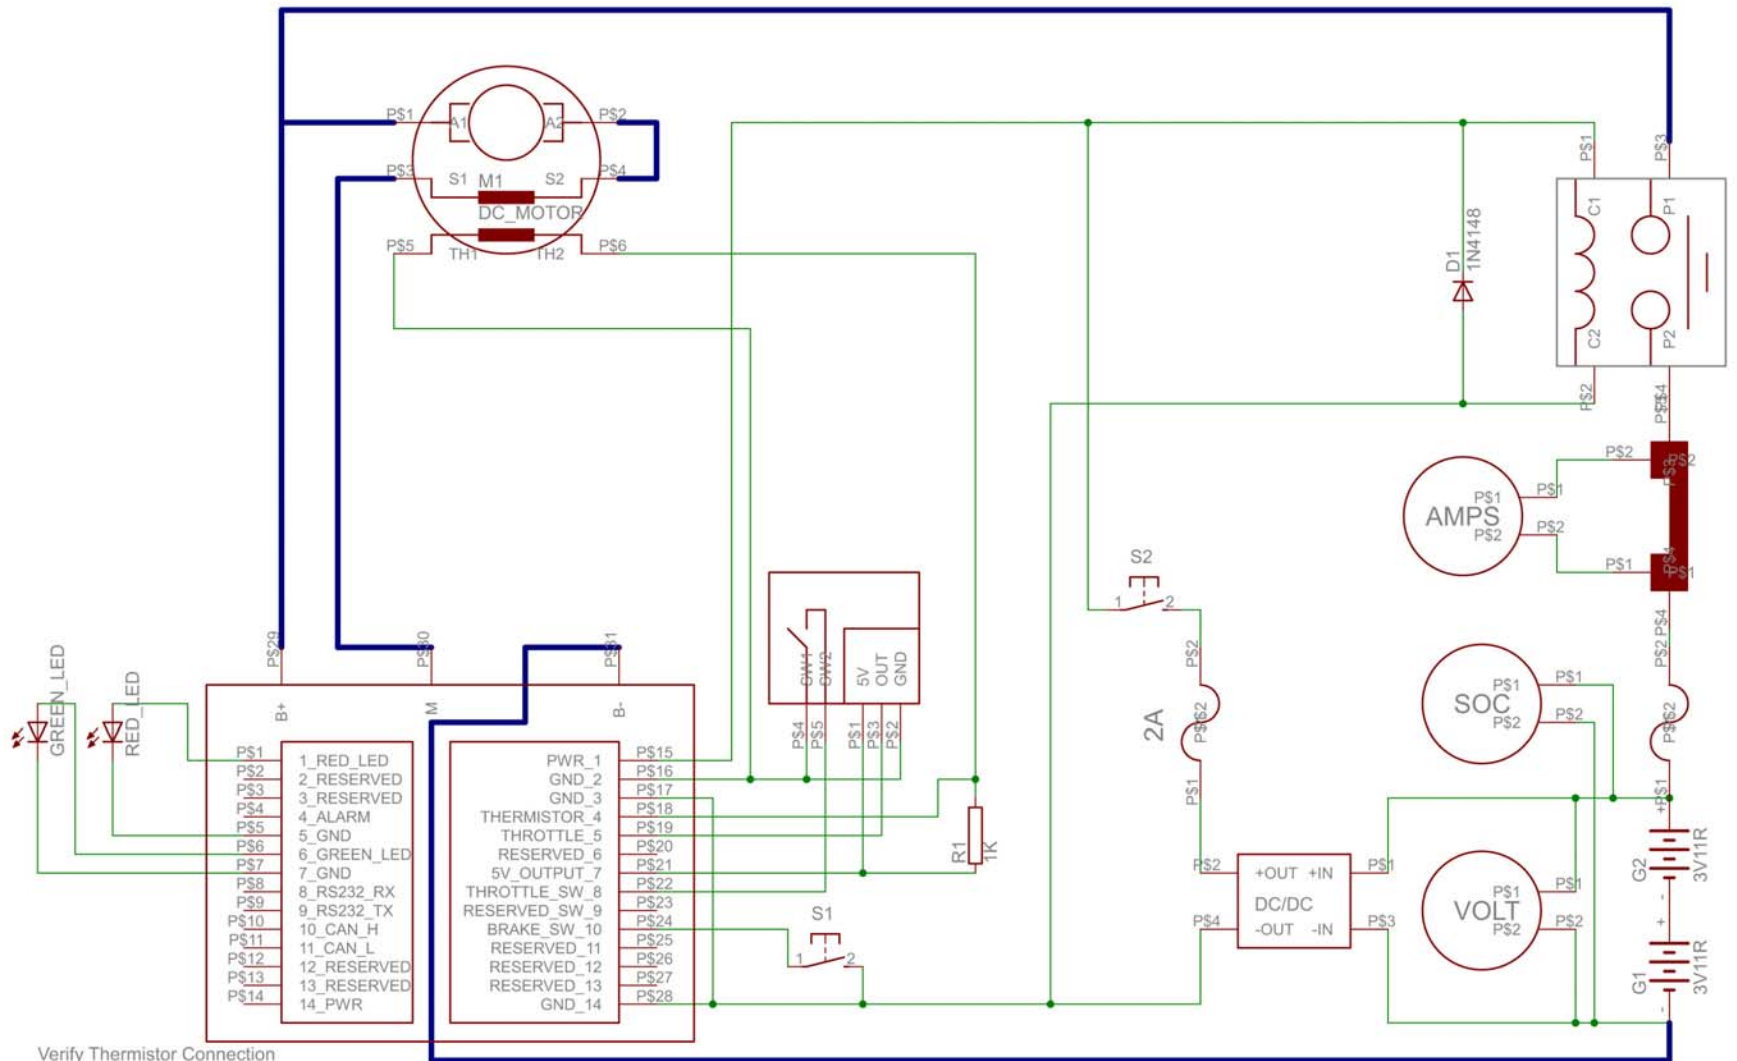 P$1
A1
A2
P$2
P$3
S1
M1
S2
P$4
DC_MOTOR
P$5
TH1
TH2
P$6
P$1
P$3
C1
P1
D1
1N4148
C2
P2
P$2
P$4
P$2
P$2
P$1
AMPS
P$1
P$2
P$2
P$1
P$1
P$4
P$2
S2
1
2
P$2
2A
P$1
SOC
P$1
P$2
P$1
P$2
+
P$1
GREEN_LED
RED_LED
P$29
P$30
P$31
B+
M
B-
SW1
SW2
5V
OUT
GND
P$4
P$5
P$1
P$3
P$2
P$1
1_RED_LED
PWR_1
P$15
P$2
2_RESERVED
GND_2
P$16
P$3
3_RESERVED
GND_3
P$17
P$4
4_ALARM
THERMISTOR_4
P$18
P$5
5_GND
THROTTLE_5
P$19
P$6
6_GREEN_LED
RESERVED_6
P$20
P$7
7_GND
5V_OUTPUT_7
P$21
P$8
8_RS232_RX
THROTTLE_SW_8
P$22
P$9
9_RS232_TX
RESERVED_SW_9
P$23
P$10
10_CAN_H
BRAKE_SW_10
P$24
P$11
11_CAN_L
RESERVED_11
P$25
P$12
12_RESERVED
RESERVED_12
P$26
P$13
13_RESERVED
RESERVED_13
P$27
P$14
14_PWR
GND_14
P$28
R1
1K
S1
1
2
P$2
+OUT +IN
P$1
DC/DC
P$4
-OUT -IN
P$3
VOLT
P$1
P$2
P$1
P$2
G2
3V11R
-
+
G1
3V11R
-
Verify Thermistor Connection